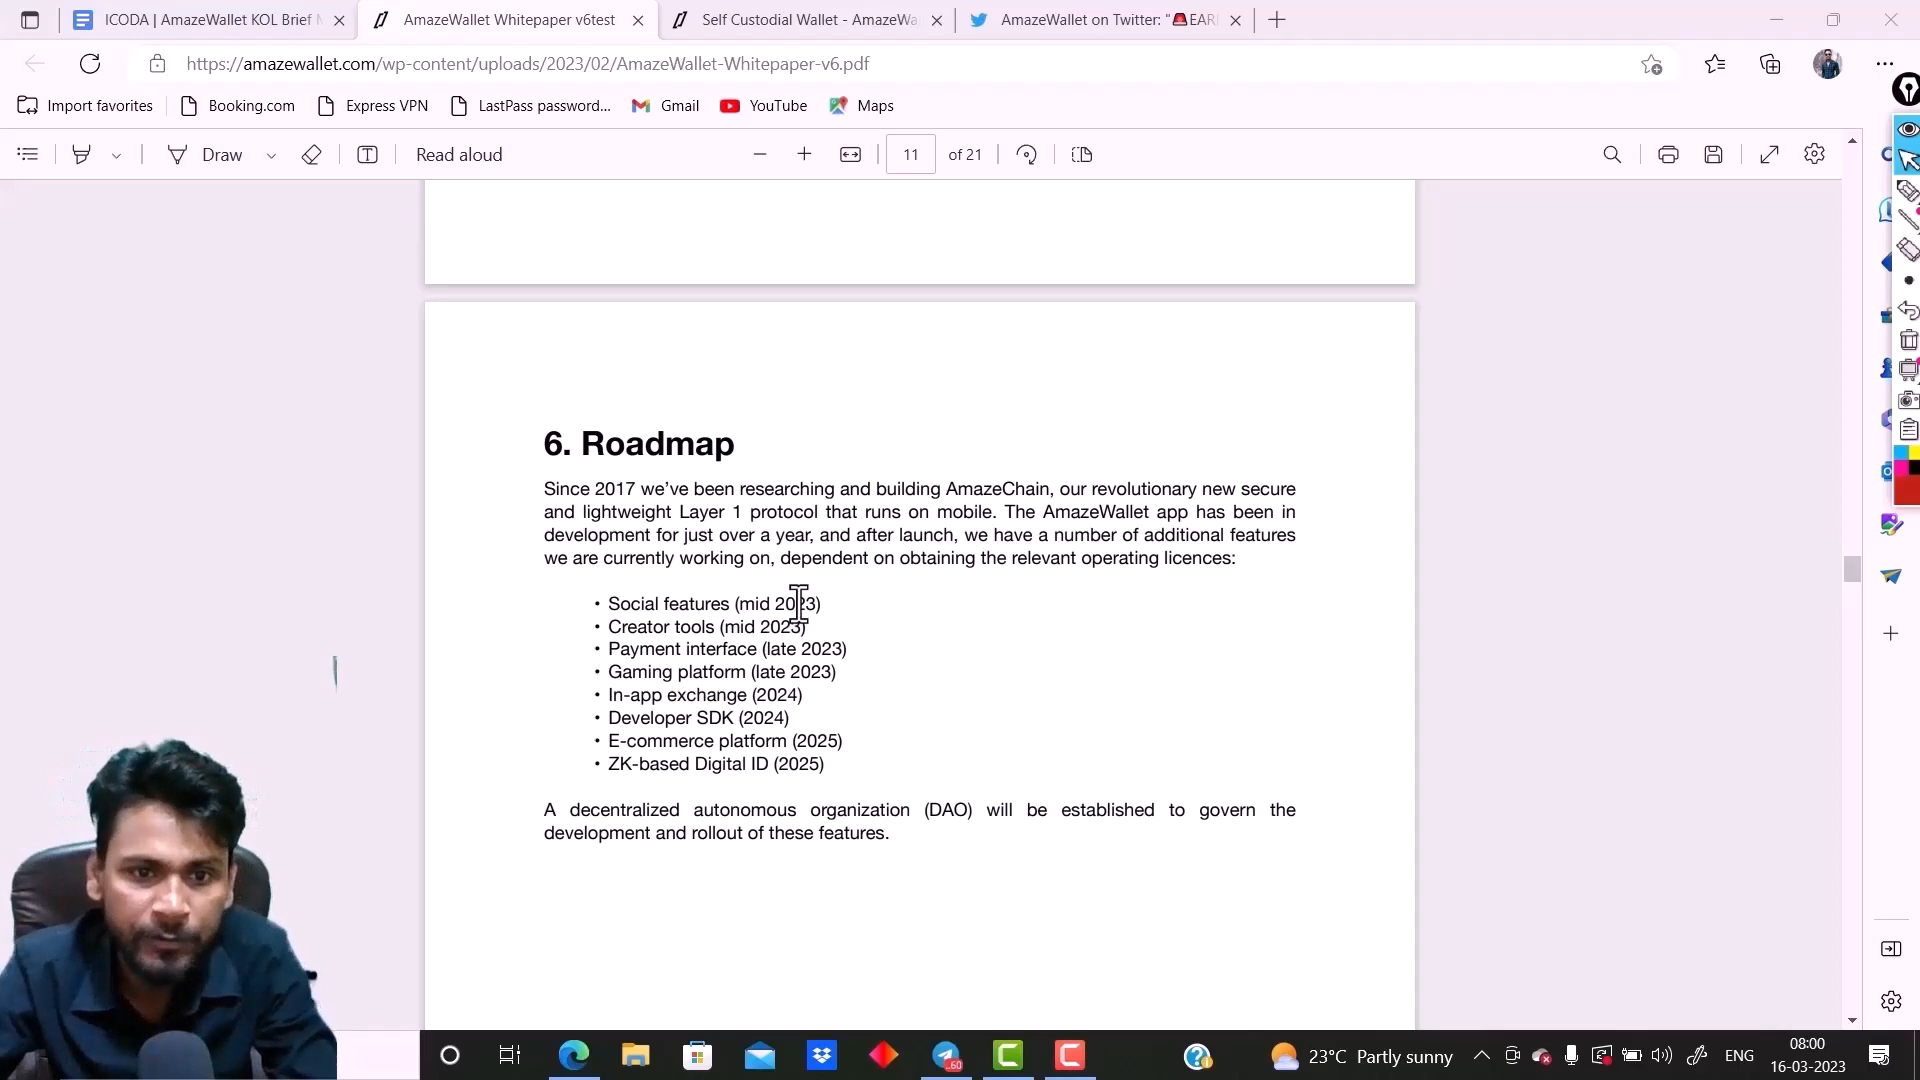 ICODA | AmazeWallet KOL Brief
AmazeWallet Whitepaper v6test
Self Custodial Wallet - AmazeWa
AmazeWallet on Twitter: "🚨EARL
https://amazewallet.com/wp-content/uploads/2023/02/AmazeWallet-Whitepaper-v6.pdf
Import favorites
Booking.com
Express VPN
LastPass password...
Gmail
YouTube
Maps
Draw
Read aloud
11 of 21
6. Roadmap
Since 2017 we've been researching and building AmazeChain, our revolutionary new secure
and lightweight Layer 1 protocol that runs on mobile. The AmazeWallet app has been in
development for just over a year, and after launch, we have a number of additional features
we are currently working on, dependent on obtaining the relevant operating licences:
• Social features (mid 2023)
• Creator tools (mid 2023)
• Payment interface (late 2023)
• Gaming platform (late 2023)
• In-app exchange (2024)
• Developer SDK (2024)
• E-commerce platform (2025)
• ZK-based Digital ID (2025)
A decentralized autonomous organization (DAO) will be established to govern the
development and rollout of these features.
23°C Partly sunny
ENG
08:00
16-03-2023